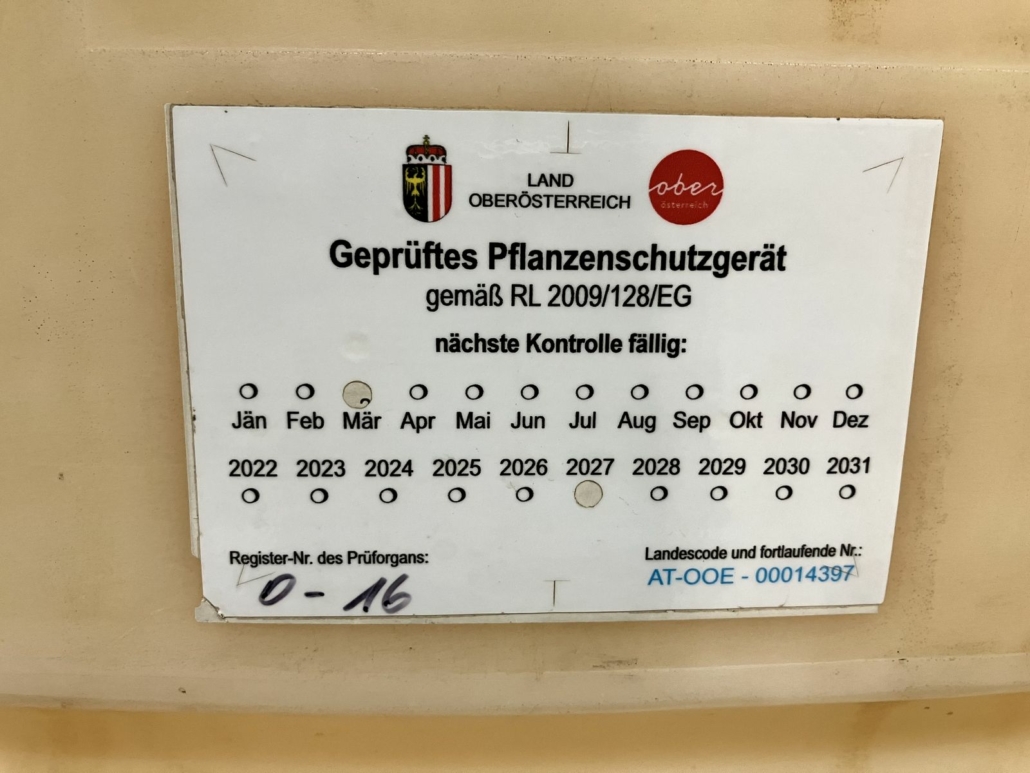 LAND
OBERÖSTERREICH
ober
österreich
Geprüftes Pflanzenschutzgerät
gemäß RL 2009/128/EG
nächste Kontrolle fällig:
Jän Feb Mär Apr Mai Jun Jul Aug Sep Okt Nov Dez
2022 2023 2024 2025 2026 2027 2028 2029 2030 2031
Register-Nr. des Prüforgans:
0-16
Landescode und fortlaufende Nr.:
AT-OOE - 00014397